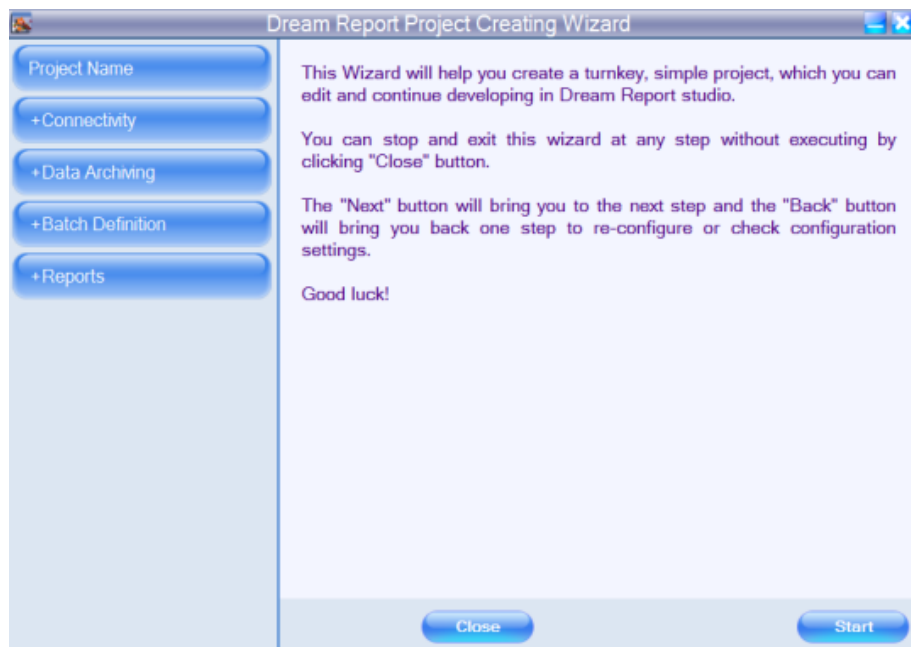 Dream Report Project Creating Wizard
Project Name
+Connectivity
+Data Archiving
+Batch Definition
+Reports
This Wizard will help you create a turnkey, simple project, which you can
edit and continue developing in Dream Report studio.
You can stop and exit this wizard at any step without executing by
clicking "Close" button.
The "Next" button will bring you to the next step and the "Back" button
will bring you back one step to re-configure or check configuration
settings.
Good luck!
Close
Start